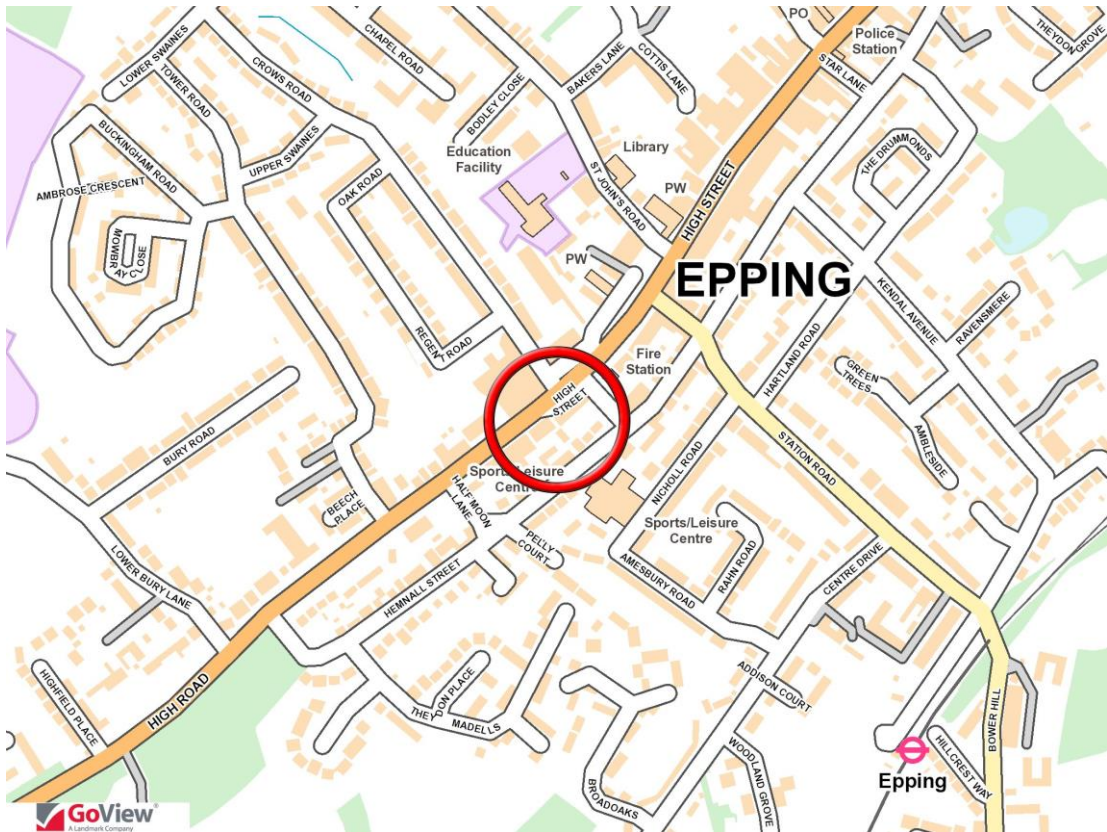 PO
THEYDON
GROVE
Police
Station
LOWER SWAINES
CHAPEL ROAD
COTTIS LANE
BAKERS LANE
STAR LANE
TOWER ROAD
CROWS ROAD
BODLEY CLOSE
BUCKINGHAM ROAD
UPPER SWAINES
Education
Facility
Library
THE DRUMMONDS
AMBROSE CRESCENT
OAK ROAD
ST JOHN'S ROAD
PW
HIGH STREET
MOWBR
AY CLOSE
PW
EPPING
KENDAL AVENUE
RAVENSMERE
REGEN
T ROAD
Fire
Station
HARTLAND ROAD
GREEN
TREES
HIGH
STREET
AMBLESIDE
BURY ROAD
STATION ROAD
Sports/Leisure
Centre
NICHOLL ROAD
HALF MOON
LANE
BEECH
PLACE
Sports/Leisure
Centre
PELLY
COURT
RAHN ROAD
CENTRE DRIVE
LOWER BURY LANE
HEMNALL STREET
AMESBURY ROAD
HIGHFIELD PLACE
HIGH ROAD
THEY
DON PLACE
MADELLS
ADDISON COURT
WOODLAND GROVE
BOWER HILL
HILLCREST WAY
Epping
BROADOAKS
GoView®
A Landmark Company